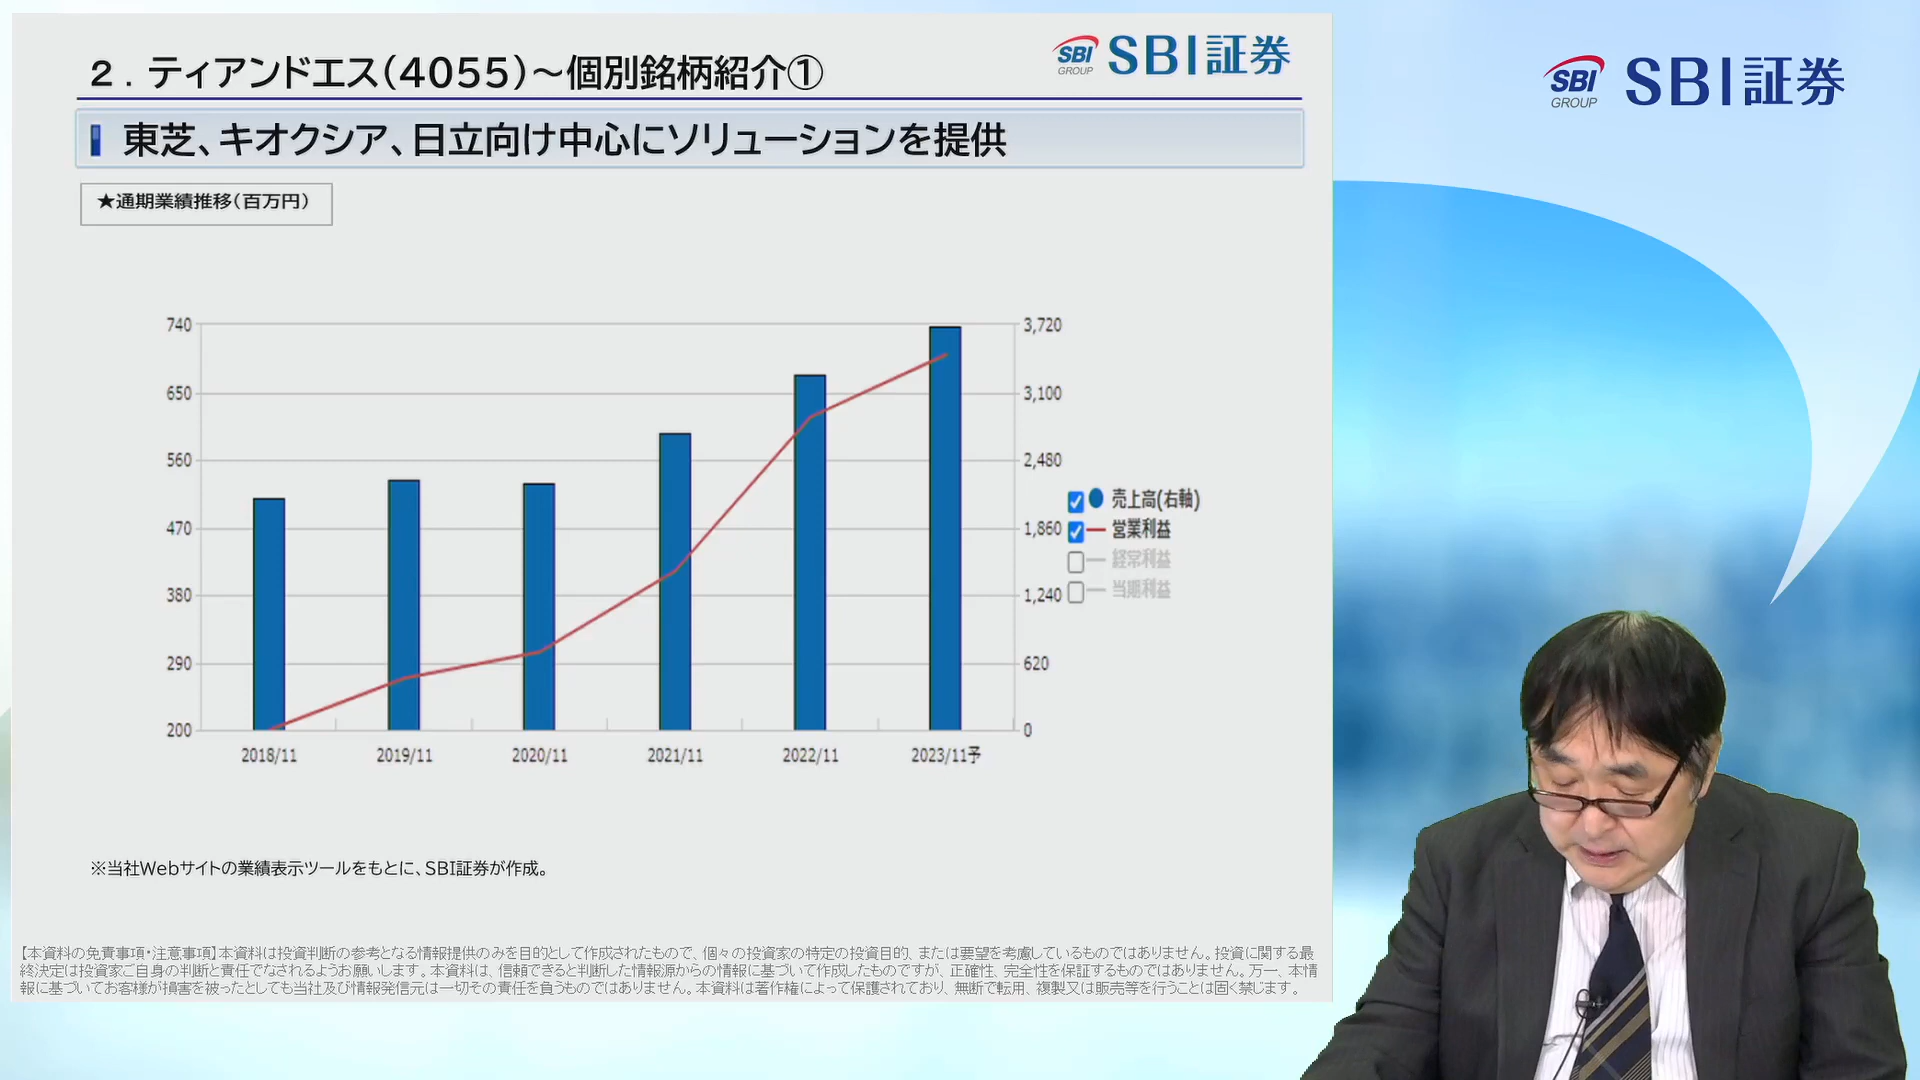 2．ティアンドエス（4055）～個別銘柄紹介①
SBI GROUP SBI証券
SBI GROUP SBI証券
東芝、キオクシア、日立向け中心にソリューションを提供
★通期業績推移（百万円）
740
650
560
470
380
290
200
3,720
3,100
2,480
1,860
1,240
620
0
売上高(右軸)
営業利益
経常利益
当期利益
2018/11 2019/11 2020/11 2021/11 2022/11 2023/11予
※当社Webサイトの業績表示ツールをもとに、SBI証券が作成。
【本資料の免責事項・注意事項】本資料は投資判断の参考となる情報提供のみを目的として作成されたもので、個々の投資家の特定の投資目的、または要望を考慮しているものではありません。投資に関する最
終決定は投資家ご自身の判断と責任でなされるようお願いします。本資料は、信頼できると判断した情報源からの情報に基づいて作成したものですが、正確性、完全性を保証するものではありません。万一、本情
報に基づいてお客様が損害を被ったとしても当社及び情報発信元は一切その責任を負うものではありません。本資料は著作権によって保護されており、無断で転用、複製又は販売等を行うことは固く禁じます。